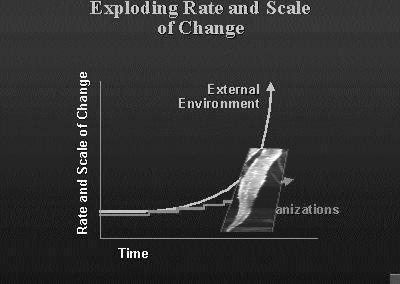 Exploding Rate and Scale
of Change
External
Environment
Rate and Scale of Change
anizations
Time